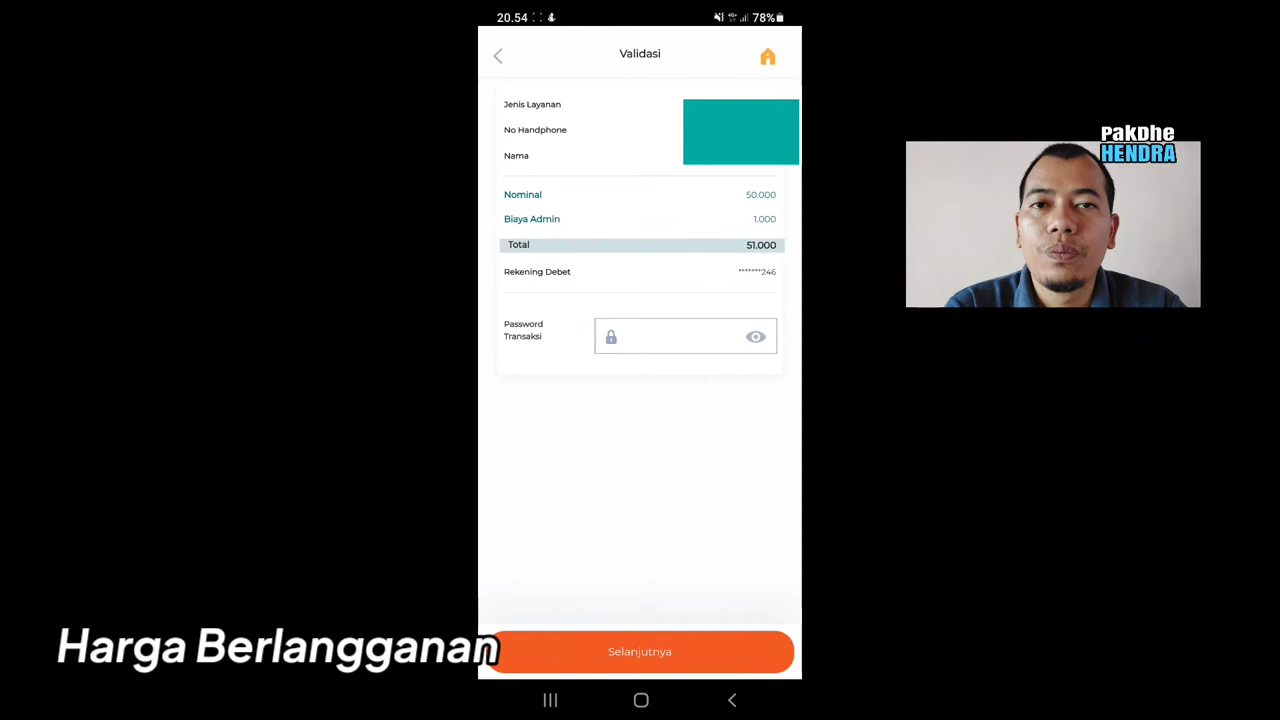 20.54
4G+
78%
Validasi
PakDhe
HENDRA
Jenis Layanan
No Handphone
Nama
Nominal 50.000
Biaya Admin 1.000
Total 51.000
Rekening Debet *******246
Password
Transaksi
Harga Berlangganan
Selanjutnya